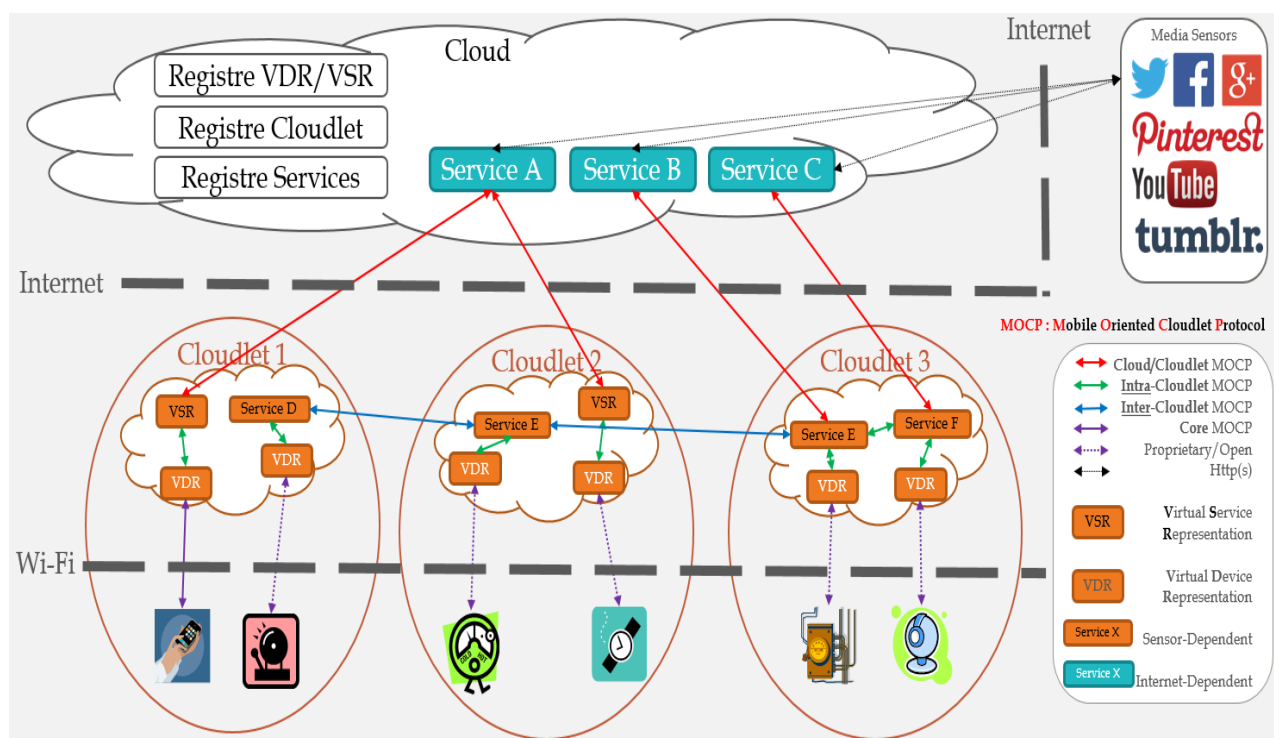 Cloud
Internet
Registre VDR/VSR
Registre Cloudlet
Registre Services
Service A
Service B
Service C
Media Sensors
g+
Pinterest
YouTube
tumblr.
Internet
MOCP : Mobile Oriented Cloudlet Protocol
Cloudlet 1
VSR
Service D
VDR
VDR
Cloudlet 2
VSR
Service E
VDR
VDR
Cloudlet 3
Service E
Service F
VDR
VDR
Wi-Fi
COLD HOT
Cloud/Cloudlet MOCP
Intra-Cloudlet MOCP
Inter-Cloudlet MOCP
Core MOCP
Proprietary/Open
Http(s)
VSR
Virtual Service
Representation
VDR
Virtual Device
Representation
Service X
Sensor-Dependent
Service X
Internet-Dependent